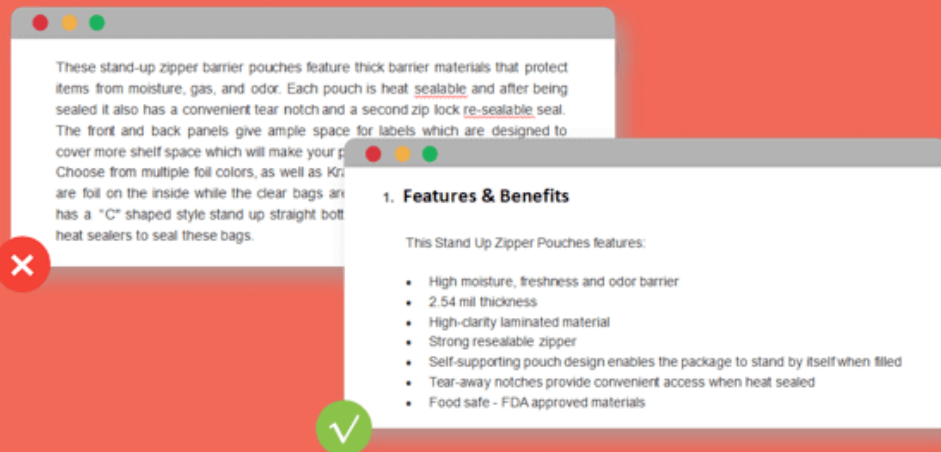 These stand-up zipper barrier pouches feature thick barrier materials that protect
items from moisture, gas, and odor. Each pouch is heat sealable and after being
sealed it also has a convenient tear notch and a second zip lock re-sealable seal.
The front and back panels give ample space for labels which are designed to
cover more shelf space which will make your
Choose from multiple foil colors, as well as
are foil on the inside while the clear bags
has a "C" shaped style stand up straight
heat sealers to seal these bags.
1. Features & Benefits
This Stand Up Zipper Pouches features:
• High moisture, freshness and odor barrier
• 2.54 mil thickness
• High-clarity laminated material
• Strong resealable zipper
• Self-supporting pouch design enables the package to stand by itself when filled
• Tear-away notches provide convenient access when heat sealed
• Food safe - FDA approved materials